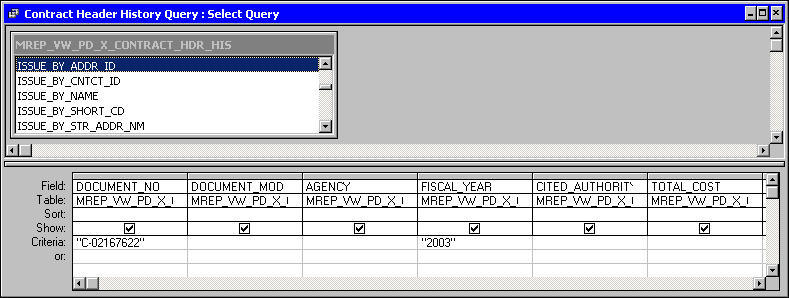 Contract Header History Query : Select Query
MREP_VW_PD_X_CONTRACT_HDR_HIS
ISSUE_BY_ADDR_ID
ISSUE_BY_CNTCT_ID
ISSUE_BY_NAME
ISSUE_BY_SHORT_CD
ISSUE_BY_STR_ADDR_NM
Field: DOCUMENT_NO DOCUMENT_MOD AGENCY FISCAL_YEAR CITED_AUTHORITY TOTAL_COST
Table: MREP_VW_PD_X_( MREP_VW_PD_X_( MREP_VW_PD_X_( MREP_VW_PD_X_( MREP_VW_PD_X_( MREP_VW_PD_X_(
Sort:
Show:
Criteria: "C-02167622" "2003"
or: